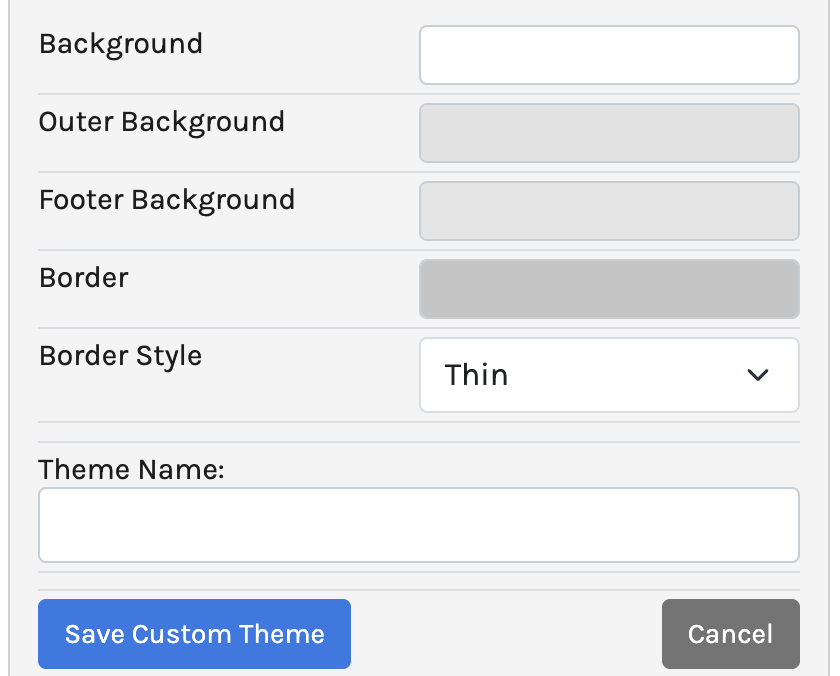 Background
Outer Background
Footer Background
Border
Border Style
Thin
Theme Name:
Save Custom Theme
Cancel